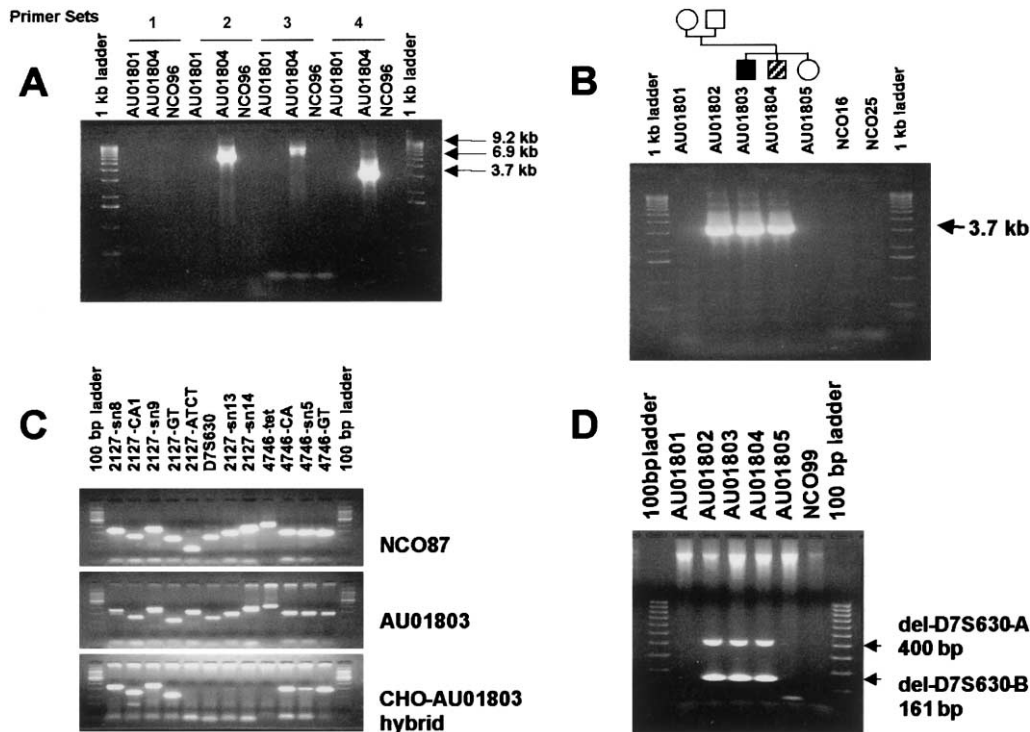 Primer Sets
1 2 3 4
A
1 kb ladder
AU01801
AU01804
NCO96
AU01801
AU01804
NCO96
AU01801
AU01804
NCO96
AU01801
AU01804
NCO96
1 kb ladder
9.2 kb
6.9 kb
3.7 kb
B
1 kb ladder
AU01801
AU01802
AU01803
AU01804
AU01805
NCO16
NCO25
1 kb ladder
3.7 kb
C
100 bp ladder
2127-sn8
2127-CA1
2127-sn9
2127-GT
2127-ATCT
D7S630
2127-sn13
2127-sn14
4746-tet
4746-CA
4746-sn5
4746-GT
100 bp ladder
NCO87
AU01803
CHO-AU01803
hybrid
D
100bpladder
AU01801
AU01802
AU01803
AU01804
AU01805
NCO99
100 bp ladder
del-D7S630-A
400 bp
del-D7S630-B
161 bp